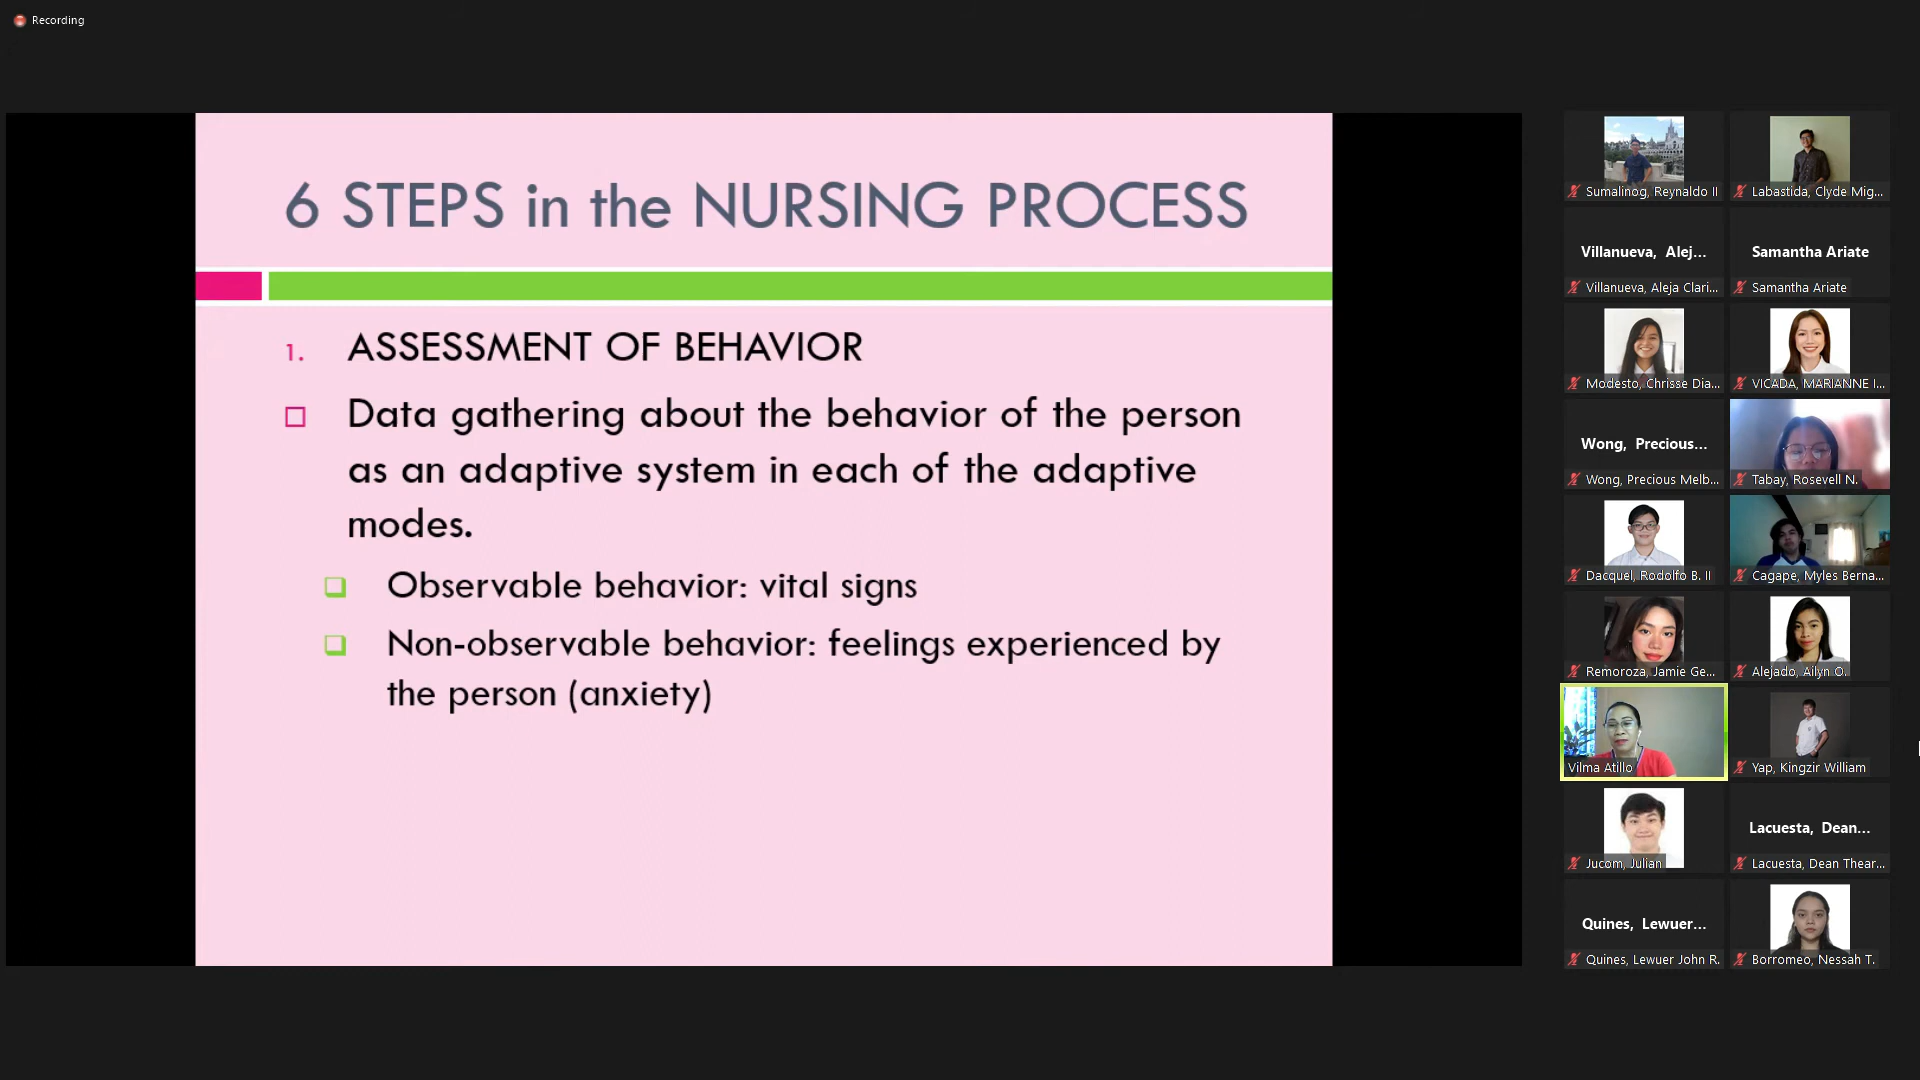 Recording
6 STEPS in the NURSING PROCESS
1. ASSESSMENT OF BEHAVIOR
Data gathering about the behavior of the person
as an adaptive system in each of the adaptive
modes.
Observable behavior: vital signs
Non-observable behavior: feelings experienced by
the person (anxiety)
Sumalinog, Reynaldo II
Labastida, Clyde Mig...
Villanueva, Alej...
Villanueva, Aleja Clari...
Samantha Ariate
Samantha Ariate
Modesto, Chrisse Dia...
VICADA, MARIANNE I...
Wong, Precious...
Wong, Precious Melb...
Tabay, Rosevell N.
Dacquel, Rodolfo B. II
Cagape, Myles Berna...
Remoroza, Jamie Ge...
Alejado, Ailyn O.
Vilma Atillo
Yap, Kingzir William
Jucom, Julian
Lacuesta, Dean...
Lacuesta, Dean Thear...
Quines, Lewuer...
Quines, Lewuer John R.
Borromeo, Nessah T.